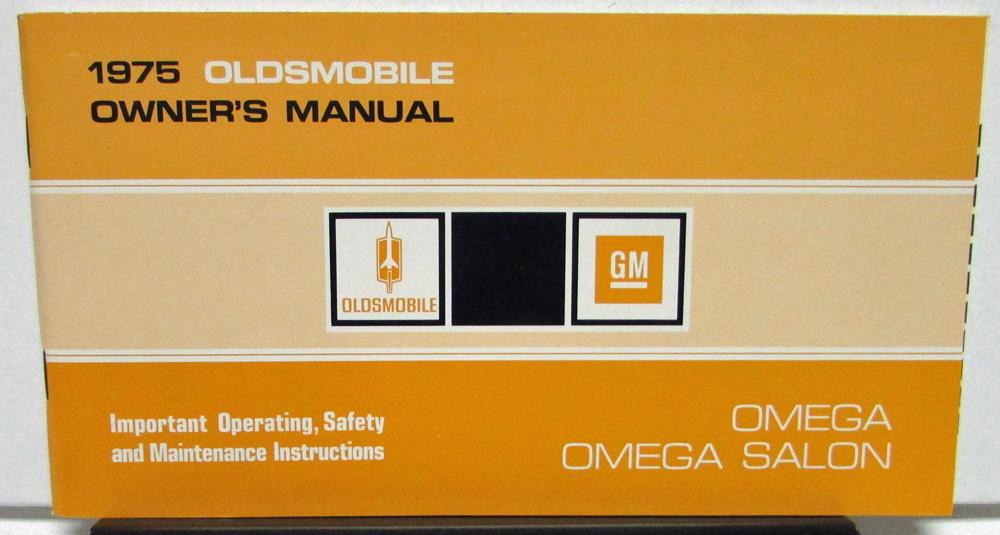 1975 OLDSMOBILE
OWNER'S MANUAL
OLDSMOBILE
GM
Important Operating, Safety
and Maintenance Instructions
OMEGA
OMEGA SALON